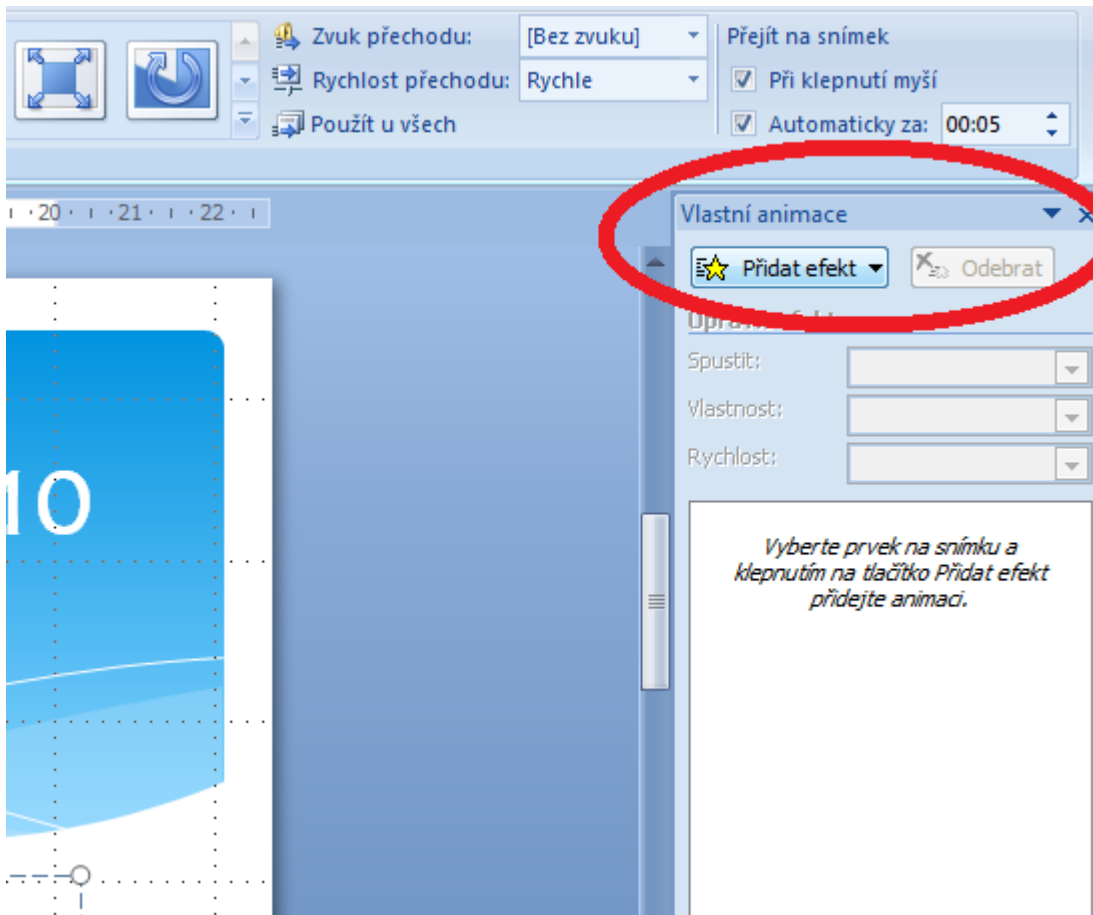 Zvuk přechodu: [Bez zvuku]
Rychlost přechodu: Rychle
Použít u všech
Přejít na snímek
Při klepnutí myší
Automaticky za: 00:05
20 21 22
Vlastní animace
Přidat efekt Odebrat
Spustit:
Vlastnost:
Rychlost:
10
Vyberte prvek na snímku a
klepnutím na tlačítko Přidat efekt
přidejte animaci.